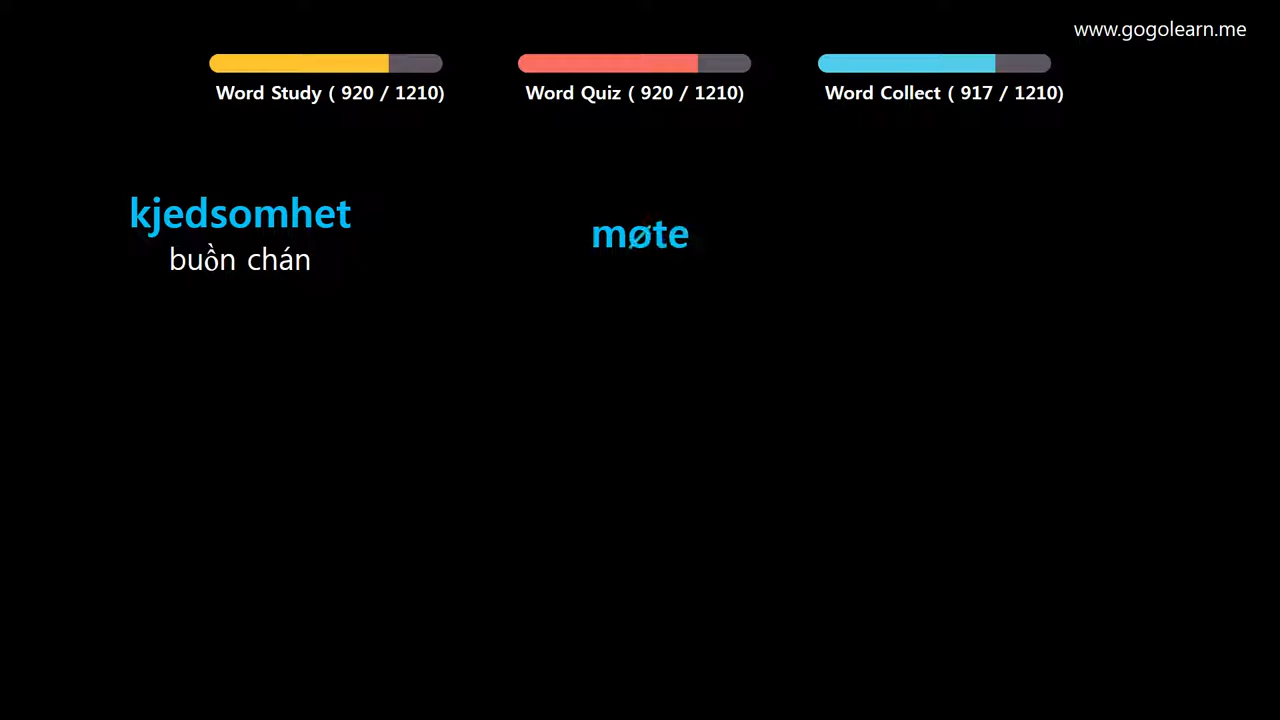 www.gogolearn.me
Word Study ( 920 / 1210)
Word Quiz ( 920 / 1210)
Word Collect ( 917 / 1210)
kjedsomhet
buồn chán
møte